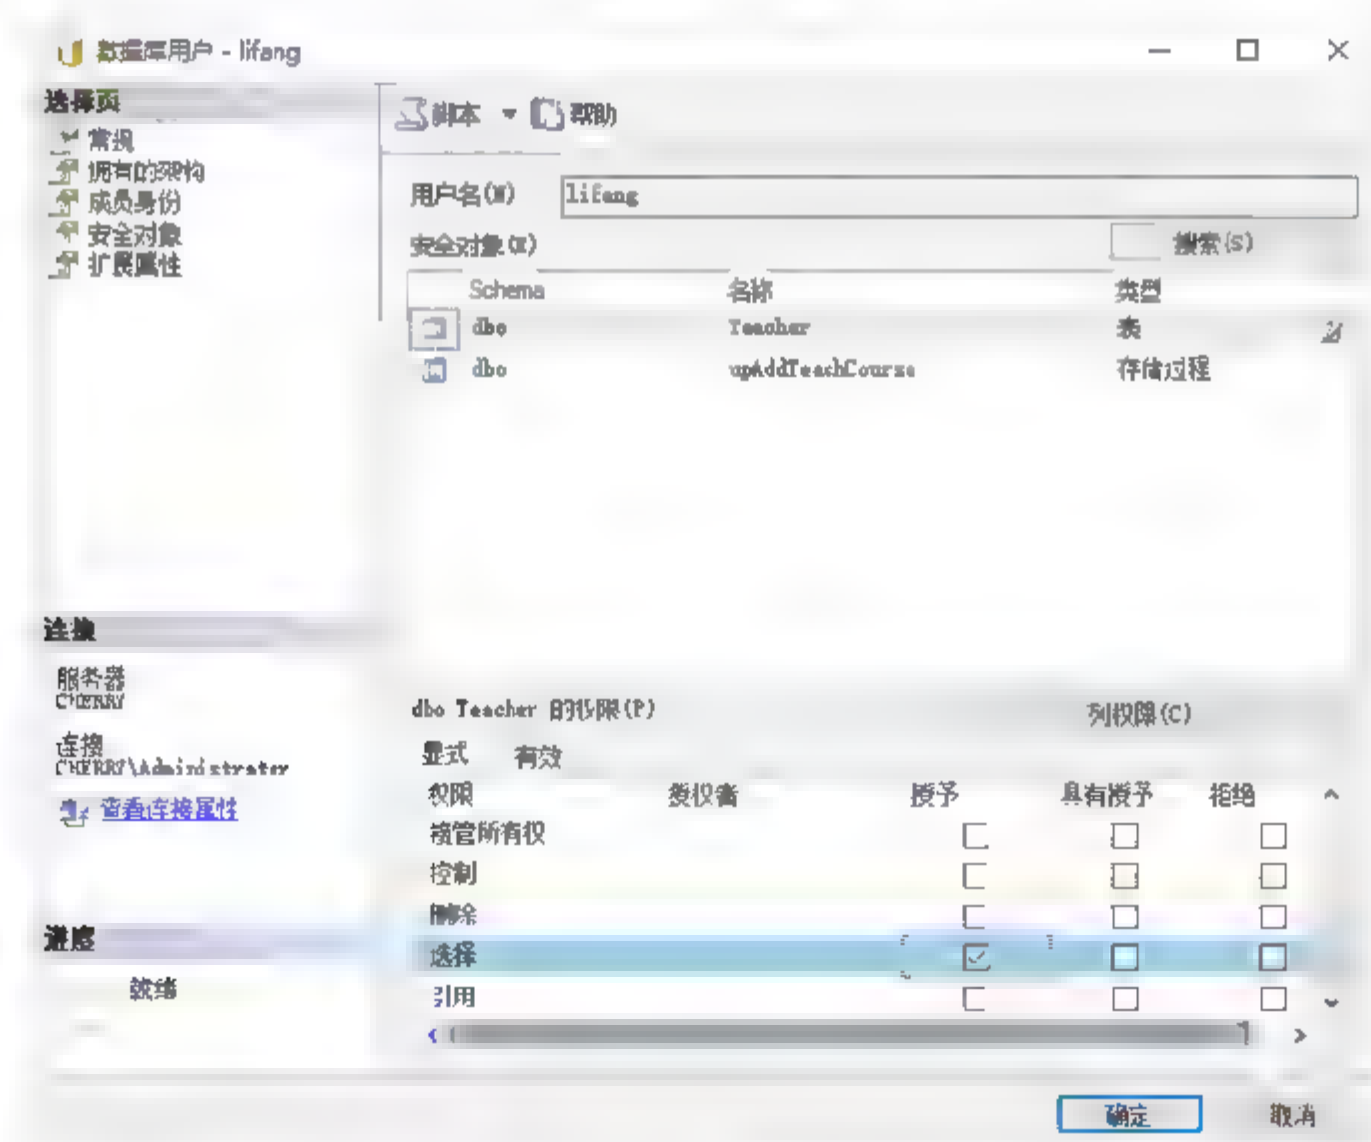 数据库用户 - lifang
选择页
常规
拥有的架构
成员身份
安全对象
扩展属性
脚本 帮助
用户名(N) lifang
安全对象(E) 搜索(S)
Schema 名称 类型
dbo Teacher 表
dbo upAddTeachCourse 存储过程
连接
服务器
CHERRY
连接
CHERRY\Administrator
查看连接属性
进度
就绪
dbo Teacher 的权限(P) 列权限(C)
显式 有效
权限 授权者 授予 具有授予 拒绝
接管所有权
控制
删除
选择
引用
确定 取消